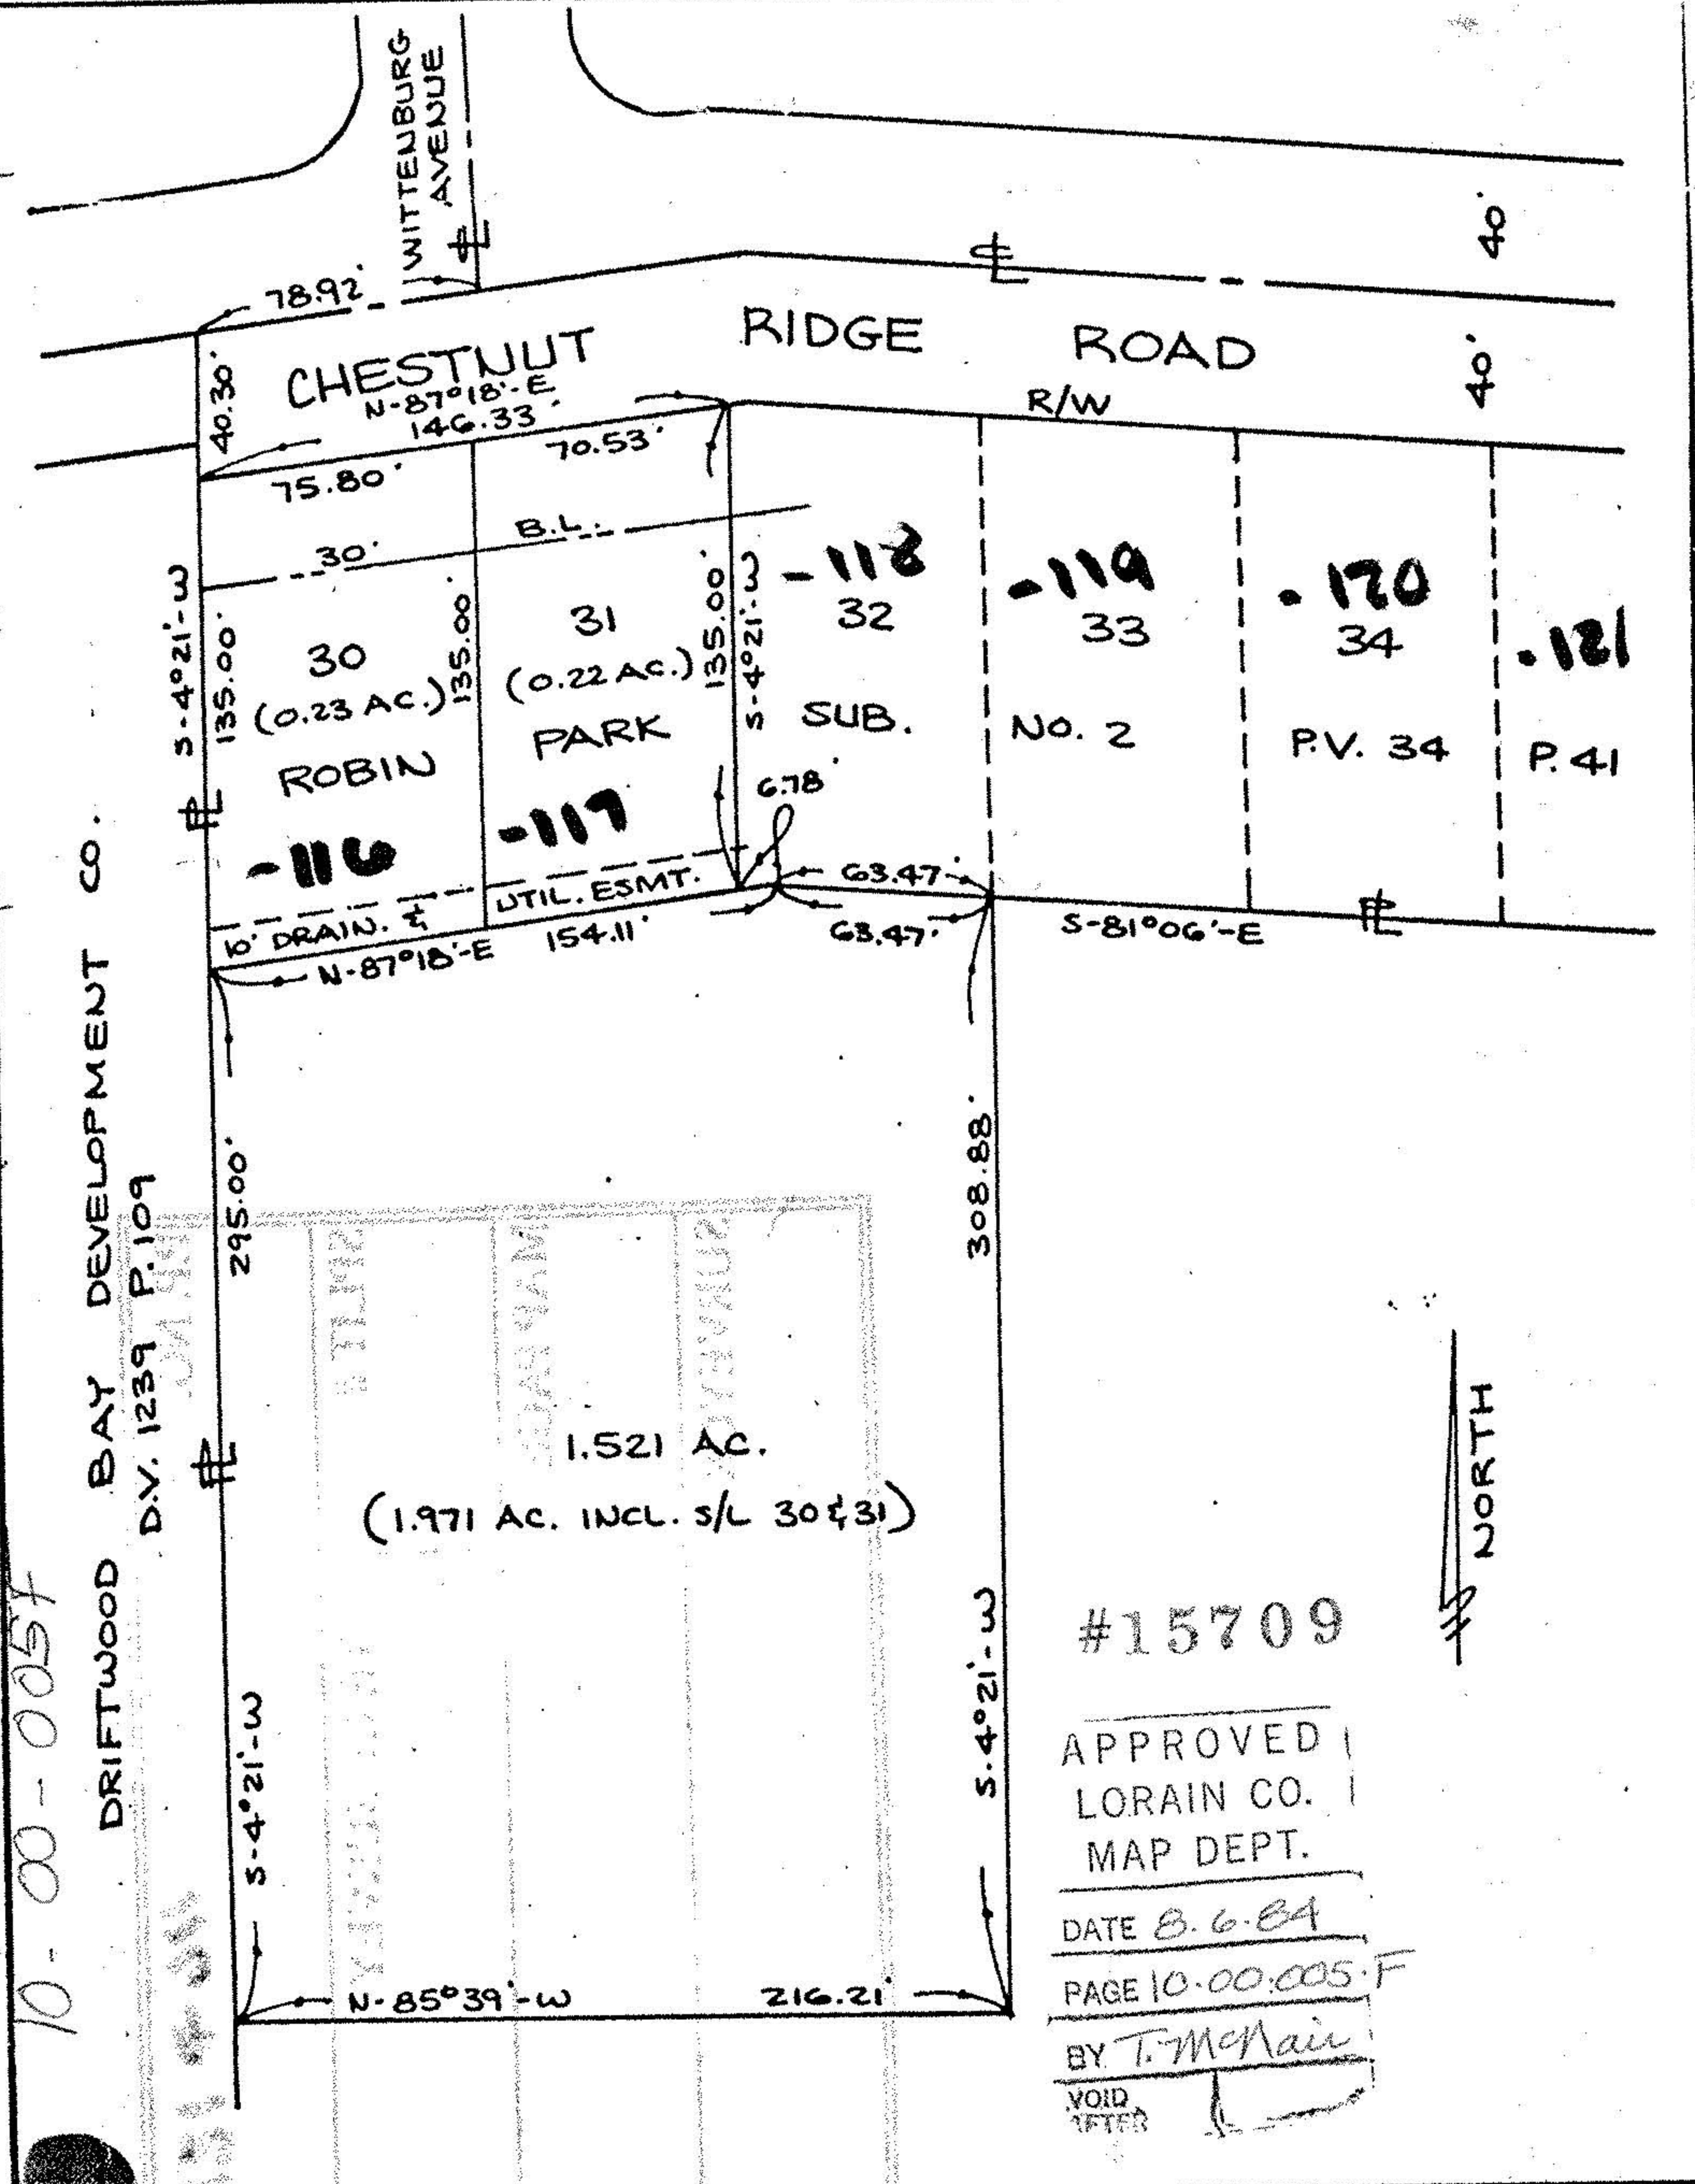 WITTENBURG
AVENUE
℄
78.92'
℄
40'
CHESTNUT RIDGE ROAD
40'
40.30'
N-87°18'-E
146.33'
R/W
75.80'
70.53'
30'
B.L.
S-4°21'-W
135.00'
30
(0.23 AC.)
135.00'
31
(0.22 AC.)
135.00'
S-4°21'-W
-118
32
-119
33
-120
34
-121
ROBIN PARK SUB. NO. 2 P.V. 34 P. 41
-116
-117
6.78'
10' DRAIN. & UTIL. ESMT.
63.47'
N-87°18'-E 154.11'
63.47'
S-81°06'-E
PL
PL
DRIFTWOOD BAY DEVELOPMENT CO.
D.V. 1239 P. 109
PL
295.00'
308.88'
1.521 AC.
(1.971 AC. INCL. S/L 30 & 31)
S-4°21'-W
S-4°21'-W
N-85°39'-W 216.21'
NORTH
#15709
APPROVED
LORAIN CO.
MAP DEPT.
DATE 8.6.84
PAGE 10.00.005.F
BY T. McNair
VOID
AFTER
10-00-005F